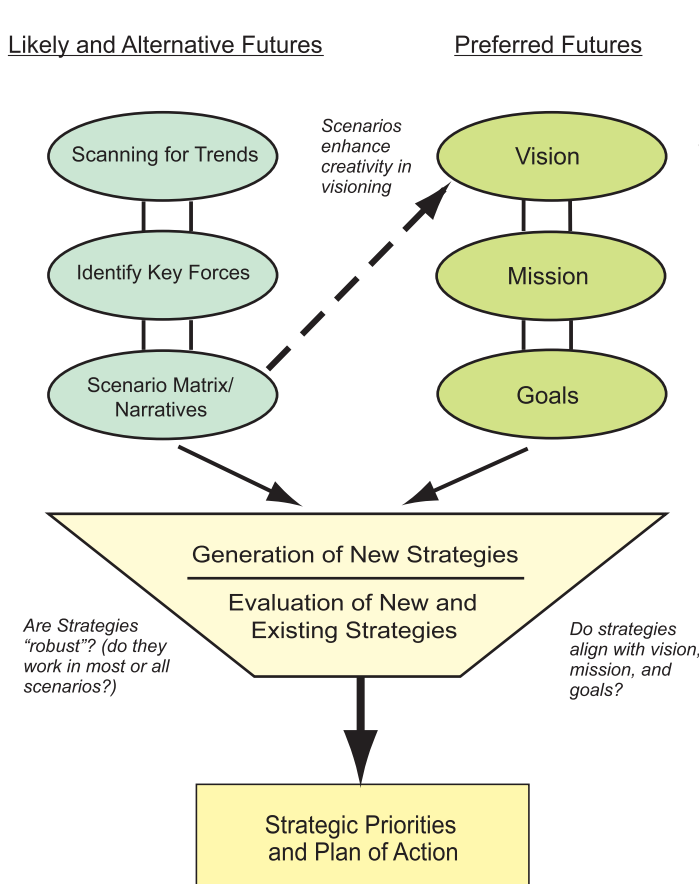 Likely and Alternative Futures
Preferred Futures
Scanning for Trends
Identify Key Forces
Scenario Matrix/
Narratives
Scenarios
enhance
creativity in
visioning
Vision
Mission
Goals
Generation of New Strategies
Evaluation of New and
Existing Strategies
Are Strategies
“robust”? (do they
work in most or all
scenarios?)
Do strategies
align with vision,
mission, and
goals?
Strategic Priorities
and Plan of Action